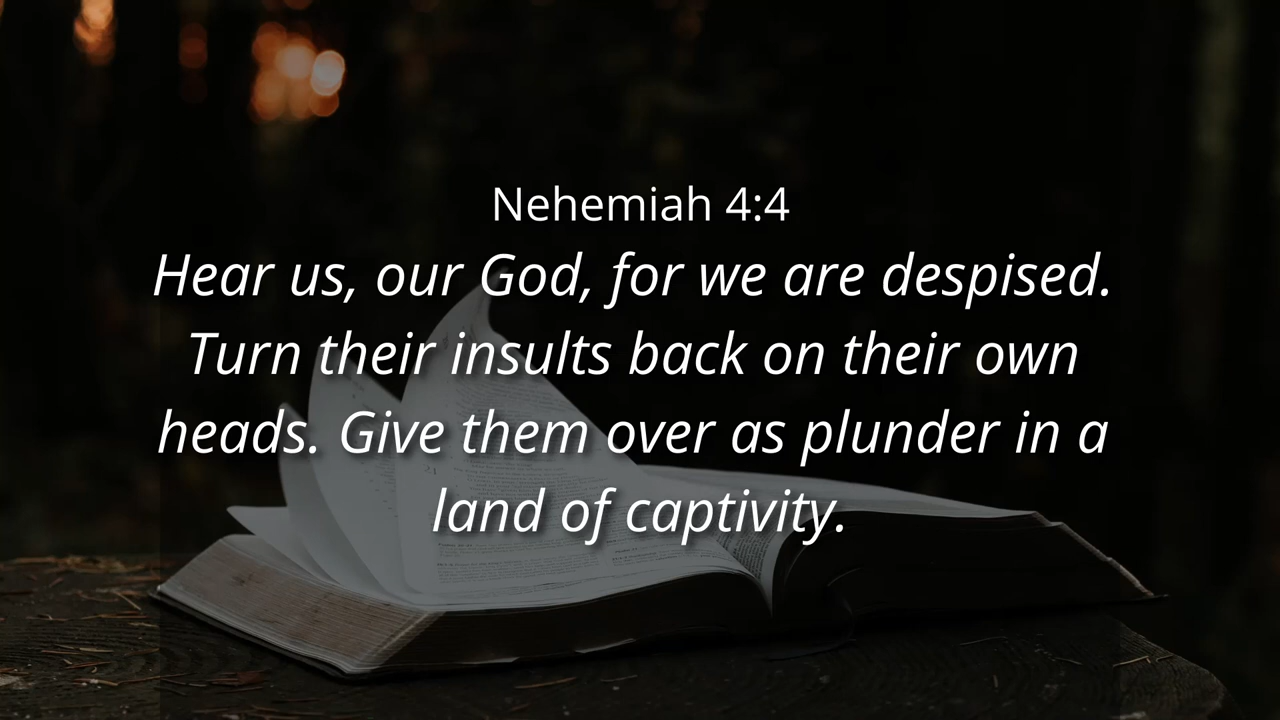 Nehemiah 4:4
Hear us, our God, for we are despised.
Turn their insults back on their own
heads. Give them over as plunder in a
land of captivity.